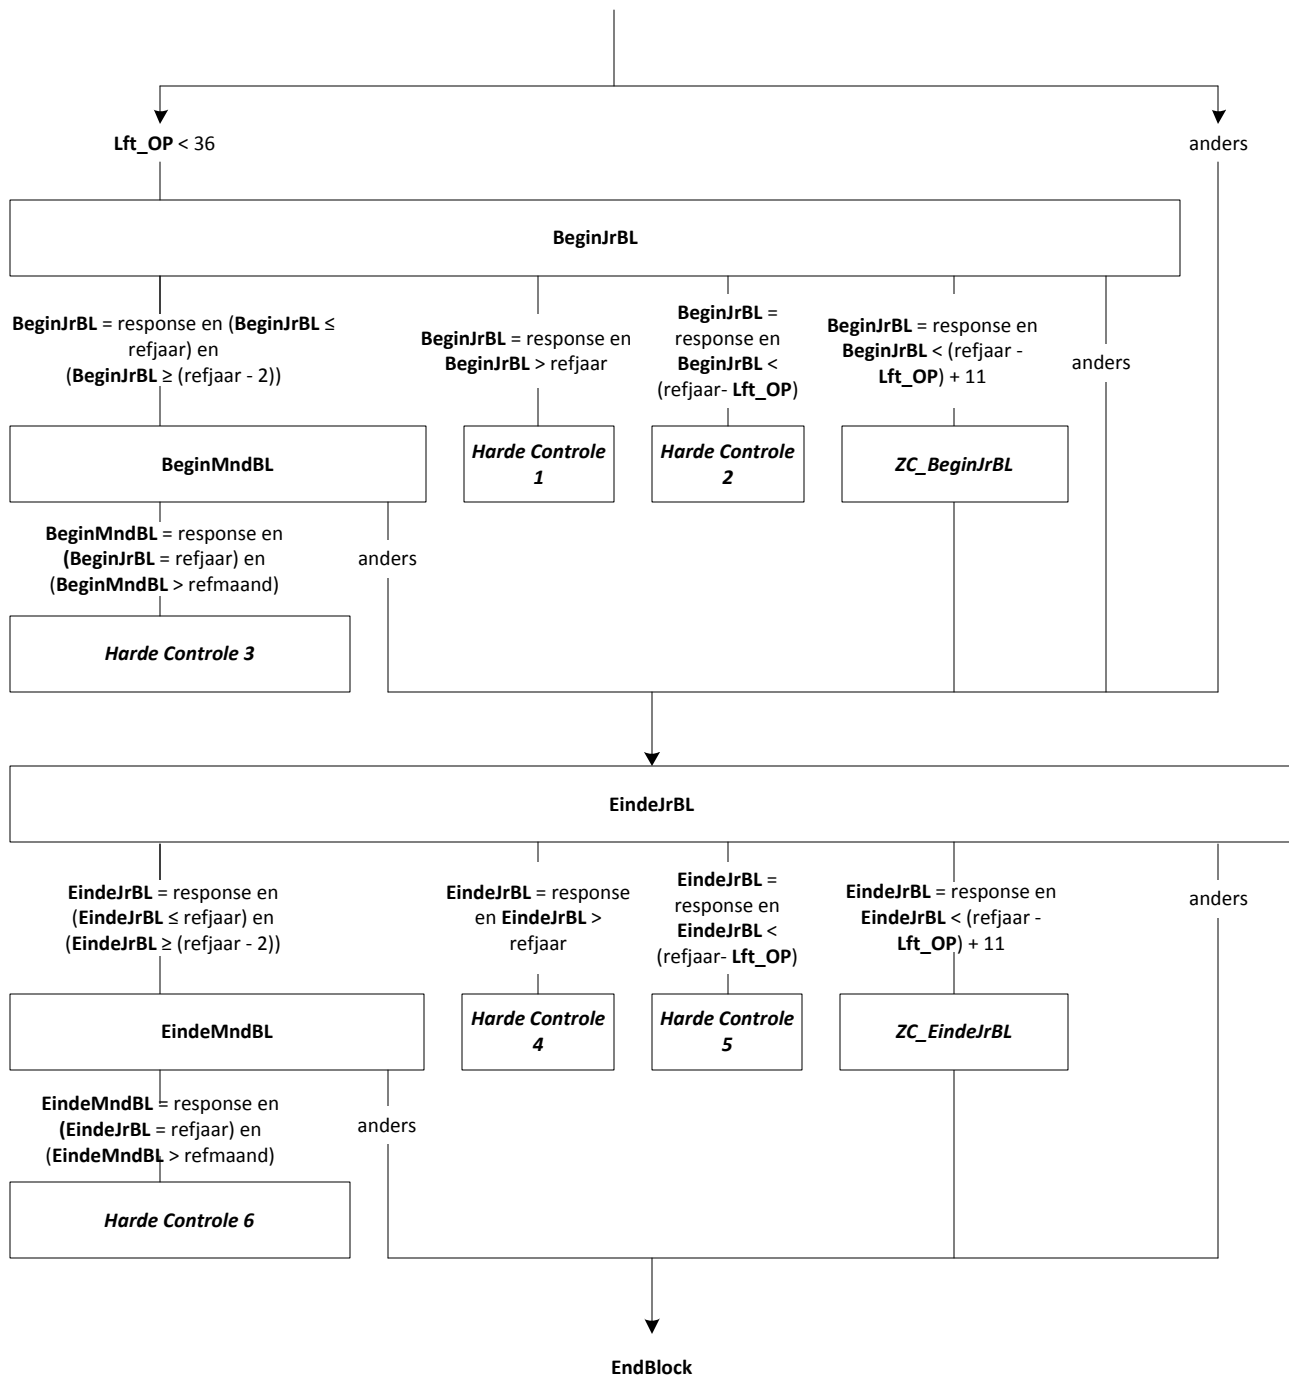 Lft_OP < 36
anders
BeginJrBL
BeginJrBL = response en (BeginJrBL ≤
refjaar) en
(BeginJrBL ≥ (refjaar - 2))
BeginJrBL = response en
BeginJrBL > refjaar
BeginJrBL =
response en
BeginJrBL <
(refjaar- Lft_OP)
BeginJrBL = response en
BeginJrBL < (refjaar -
Lft_OP) + 11
anders
BeginMndBL
Harde Controle
1
Harde Controle
2
ZC_BeginJrBL
BeginMndBL = response en
(BeginJrBL = refjaar) en
(BeginMndBL > refmaand)
anders
Harde Controle 3
EindeJrBL
EindeJrBL = response en
(EindeJrBL ≤ refjaar) en
(EindeJrBL ≥ (refjaar - 2))
EindeJrBL = response
en EindeJrBL >
refjaar
EindeJrBL =
response en
EindeJrBL <
(refjaar- Lft_OP)
EindeJrBL = response en
EindeJrBL < (refjaar -
Lft_OP) + 11
anders
EindeMndBL
Harde Controle
4
Harde Controle
5
ZC_EindeJrBL
EindeMndBL = response en
(EindeJrBL = refjaar) en
(EindeMndBL > refmaand)
anders
Harde Controle 6
EndBlock